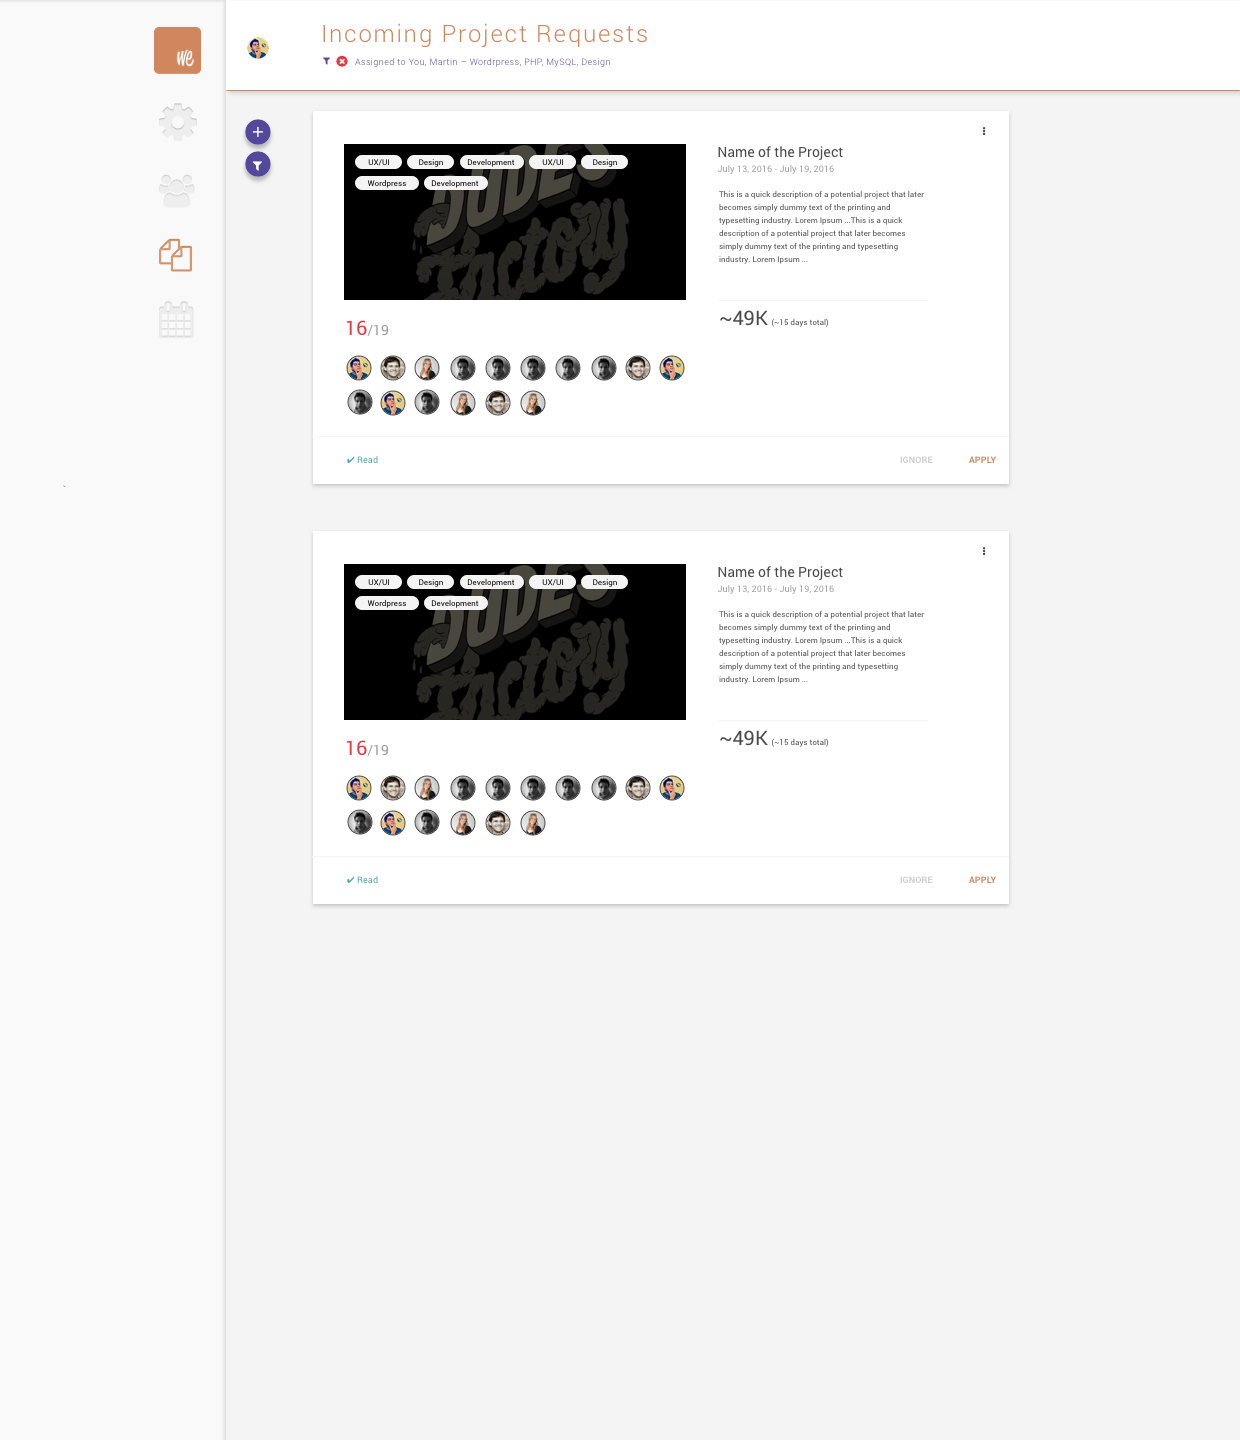 we
Incoming Project Requests
Assigned to You, Martin – Wordrpress, PHP, MySQL, Design
UX/UI Design Development UX/UI Design
Wordpress Development
DUDE'S
Factory
Name of the Project
July 13, 2016 - July 19, 2016
This is a quick description of a potential project that later
becomes simply dummy text of the printing and
typesetting industry. Lorem Ipsum ...This is a quick
description of a potential project that later becomes
simply dummy text of the printing and typesetting
industry. Lorem Ipsum ...
~49K (~15 days total)
16/19
✔ Read
IGNORE
APPLY
UX/UI Design Development UX/UI Design
Wordpress Development
DUDE'S
Factory
Name of the Project
July 13, 2016 - July 19, 2016
This is a quick description of a potential project that later
becomes simply dummy text of the printing and
typesetting industry. Lorem Ipsum ...This is a quick
description of a potential project that later becomes
simply dummy text of the printing and typesetting
industry. Lorem Ipsum ...
~49K (~15 days total)
16/19
✔ Read
IGNORE
APPLY